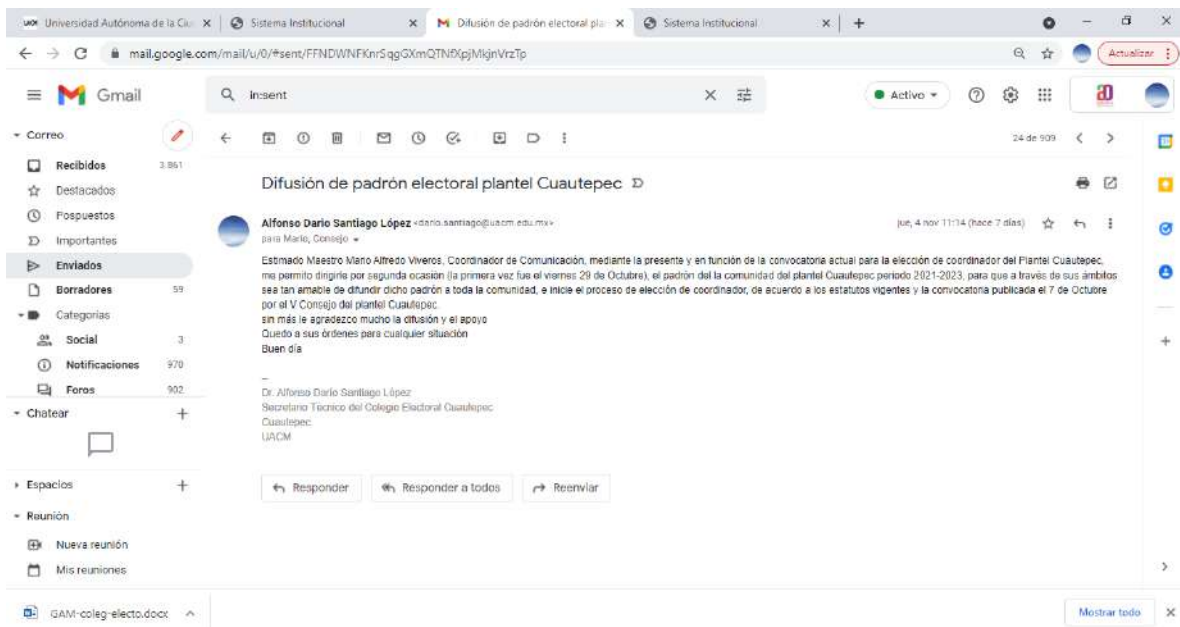 Universidad Autónoma de la Ciu
Sistema Institucional
Difusión de padrón electoral plan
Sistema Institucional
mail.google.com/mail/u/0/#sent/FFNDWNFKnrSqgGXmQTNfXpjMkjnVrzTp
Actualizar
Gmail
in:sent
Activo
Correo
24 de 909
Recibidos 3.861
Destacados
Pospuestos
Importantes
Enviados
Borradores 59
Categorías
Social 3
Notificaciones 970
Foros 902
Chatear
Espacios
Reunión
Nueva reunión
Mis reuniones
Difusión de padrón electoral plantel Cuautepec
Alfonso Dario Santiago López <dario.santiago@uacm.edu.mx>
jue, 4 nov 11:14 (hace 7 días)
para Mario, Consejo
Estimado Maestro Mario Alfredo Viveros, Coordinador de Comunicación, mediante la presente y en función de la convocatoria actual para la elección de coordinador del Plantel Cuautepec,
me permito dirigirle por segunda ocasión (la primera vez fue el viernes 29 de Octubre), el padrón del la comunidad del plantel Cuautepec periodo 2021-2023, para que a través de sus ámbitos
sea tan amable de difundir dicho padrón a toda la comunidad, e inicie el proceso de elección de coordinador, de acuerdo a los estatutos vigentes y la convocatoria publicada el 7 de Octubre
por el V Consejo del plantel Cuautepec.
sin más le agradezco mucho la difusión y el apoyo
Quedo a sus órdenes para cualquier situación
Buen día
--
Dr. Alfonso Dario Santiago López
Secretario Técnico del Colegio Electoral Cuautepec
Cuautepec
UACM
Responder
Responder a todos
Reenviar
GAM-coleg-electo.docx
Mostrar todo